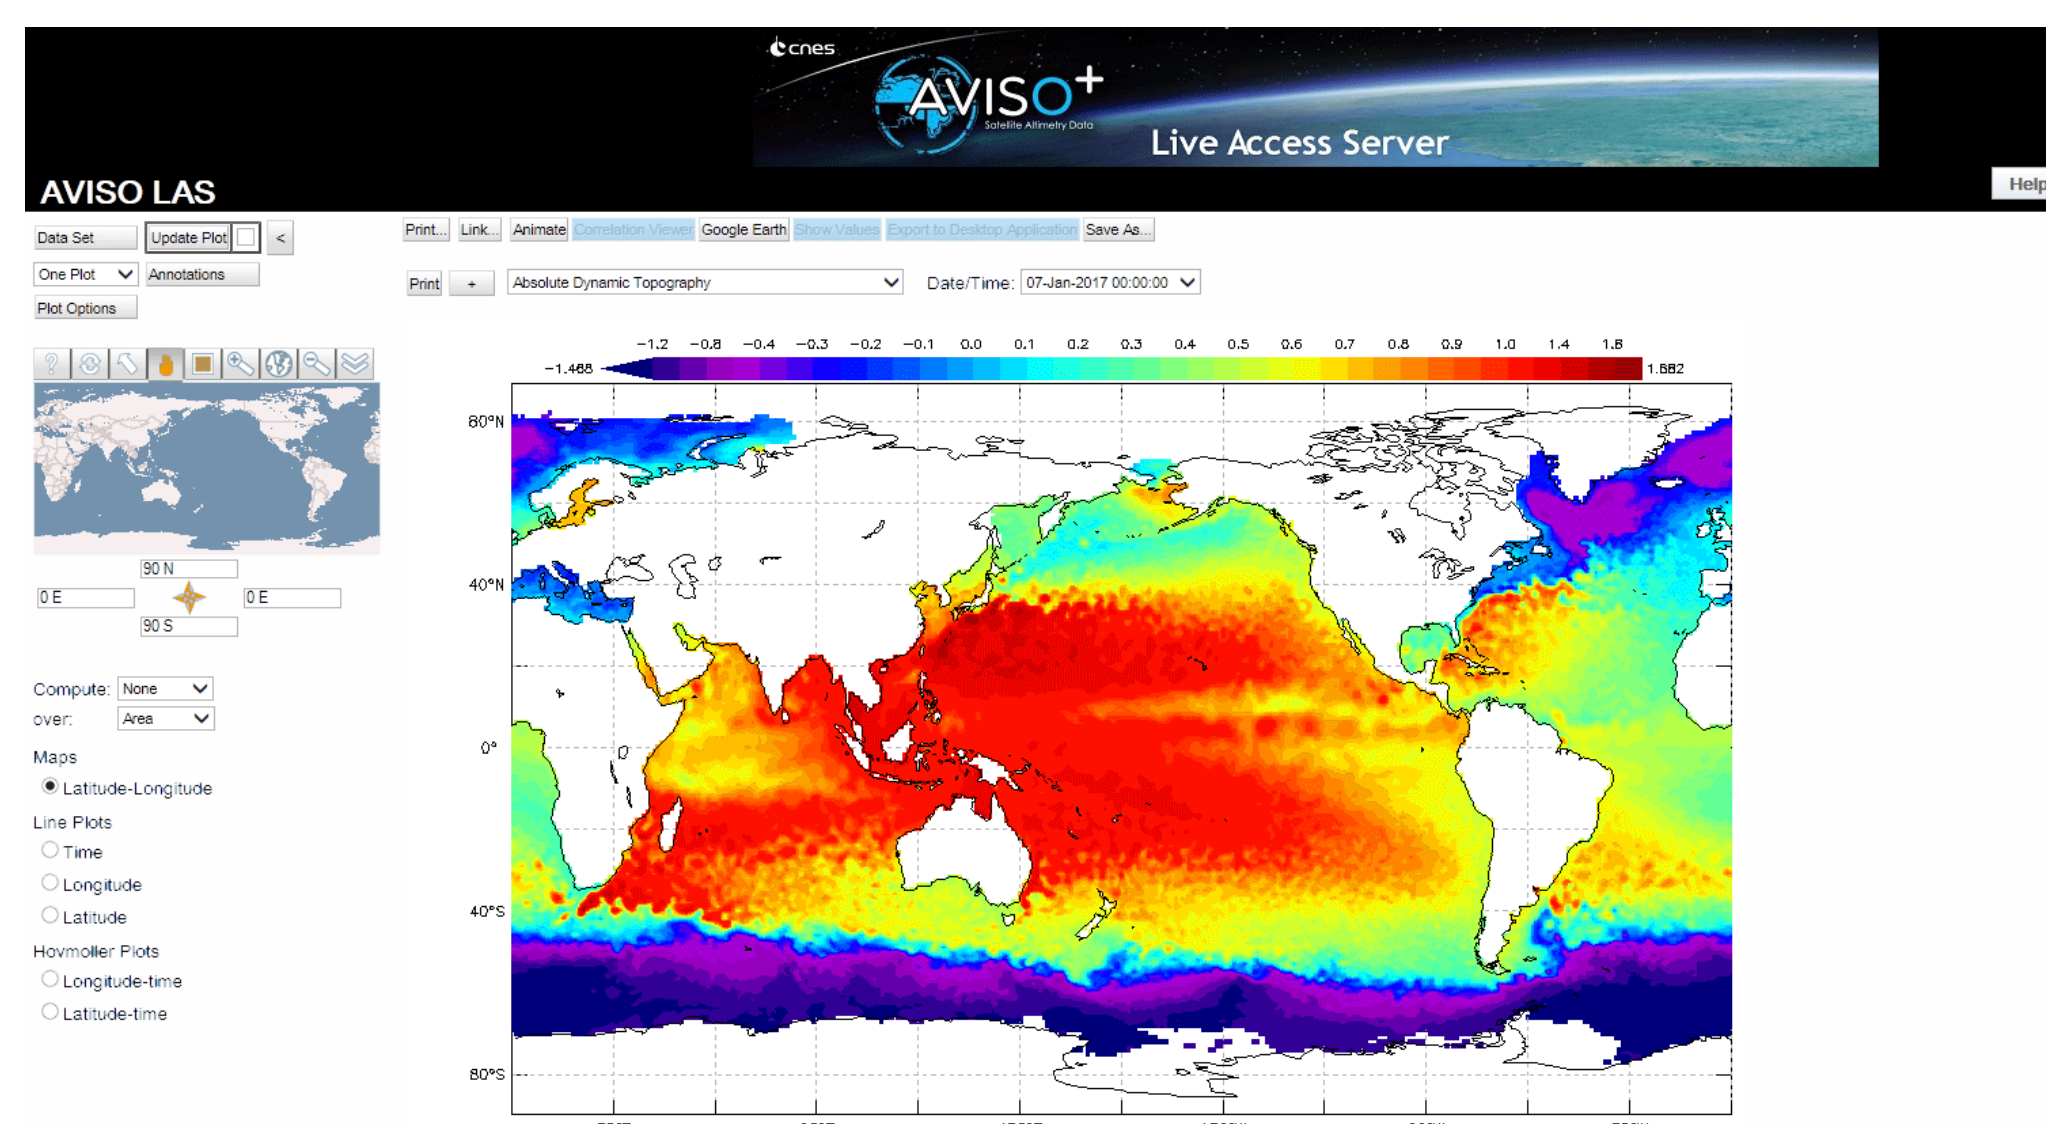 cnes
AVISO+
Satellite Altimetry Data
Live Access Server
AVISO LAS
Help
Data Set
Update Plot
<
Print...
Link...
Animate
Correlation Viewer
Google Earth
Show Values
Export to Desktop Application
Save As...
One Plot
Annotations
Print
+
Absolute Dynamic Topography
Date/Time:
07-Jan-2017 00:00:00
Plot Options
-1.2 -0.8 -0.4 -0.3 -0.2 -0.1 0.0 0.1 0.2 0.3 0.4 0.5 0.6 0.7 0.8 0.9 1.0 1.4 1.8
?
80°N
40°N
0°
40°S
80°S
90 N
0 E
0 E
90 S
Compute:
None
over:
Area
Maps
Latitude-Longitude
Line Plots
Time
Longitude
Latitude
Hovmoller Plots
Longitude-time
Latitude-time